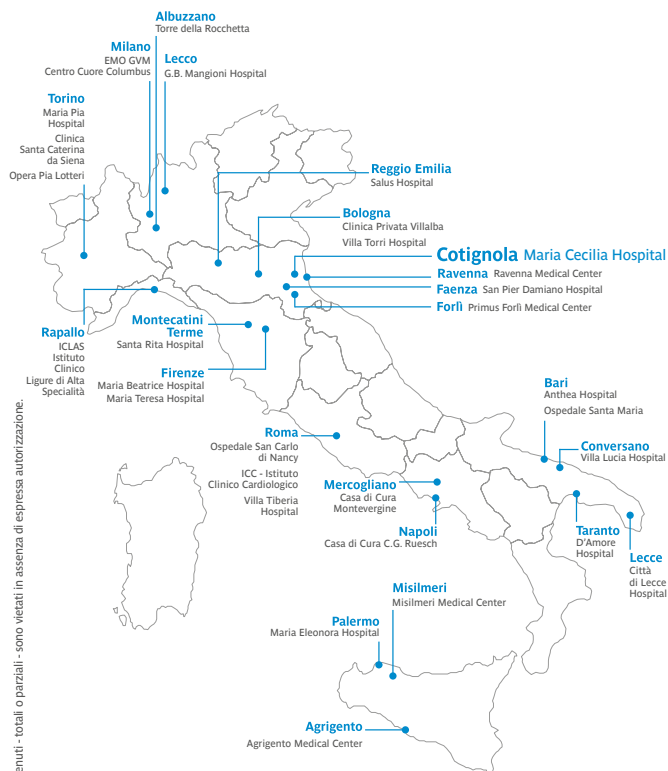 Albuzzano
Torre della Rocchetta
Milano
EMO GVM
Centro Cuore Columbus
Lecco
G.B. Mangioni Hospital
Torino
Maria Pia
Hospital
Clinica
Santa Caterina
da Siena
Opera Pia Lotteri
Reggio Emilia
Salus Hospital
Bologna
Clinica Privata Villalba
Villa Torri Hospital
Cotignola Maria Cecilia Hospital
Ravenna Ravenna Medical Center
Faenza San Pier Damiano Hospital
Forlì Primus Forlì Medical Center
Rapallo
ICLAS
Istituto
Clinico
Ligure di Alta
Specialità
Montecatini
Terme
Santa Rita Hospital
Firenze
Maria Beatrice Hospital
Maria Teresa Hospital
Roma
Ospedale San Carlo
di Nancy
ICC - Istituto
Clinico Cardiologico
Villa Tiberia
Hospital
Mercogliano
Casa di Cura
Montevergine
Napoli
Casa di Cura C.G. Ruesch
Bari
Anthea Hospital
Ospedale Santa Maria
Conversano
Villa Lucia Hospital
Taranto
D'Amore
Hospital
Lecce
Città
di Lecce
Hospital
Misilmeri
Misilmeri Medical Center
Palermo
Maria Eleonora Hospital
Agrigento
Agrigento Medical Center
- totali o parziali - sono vietati in assenza di espressa autorizzazione.